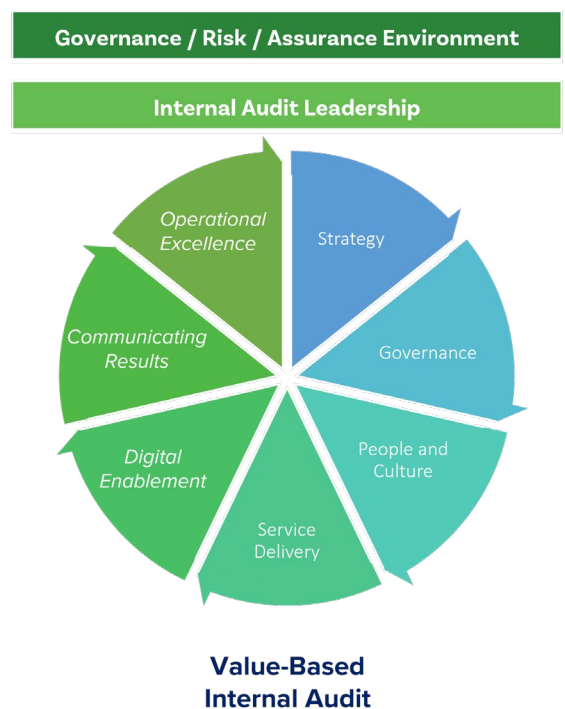 Governance / Risk / Assurance Environment
Internal Audit Leadership
Strategy
Governance
People and
Culture
Service
Delivery
Digital
Enablement
Communicating
Results
Operational
Excellence
Value-Based
Internal Audit